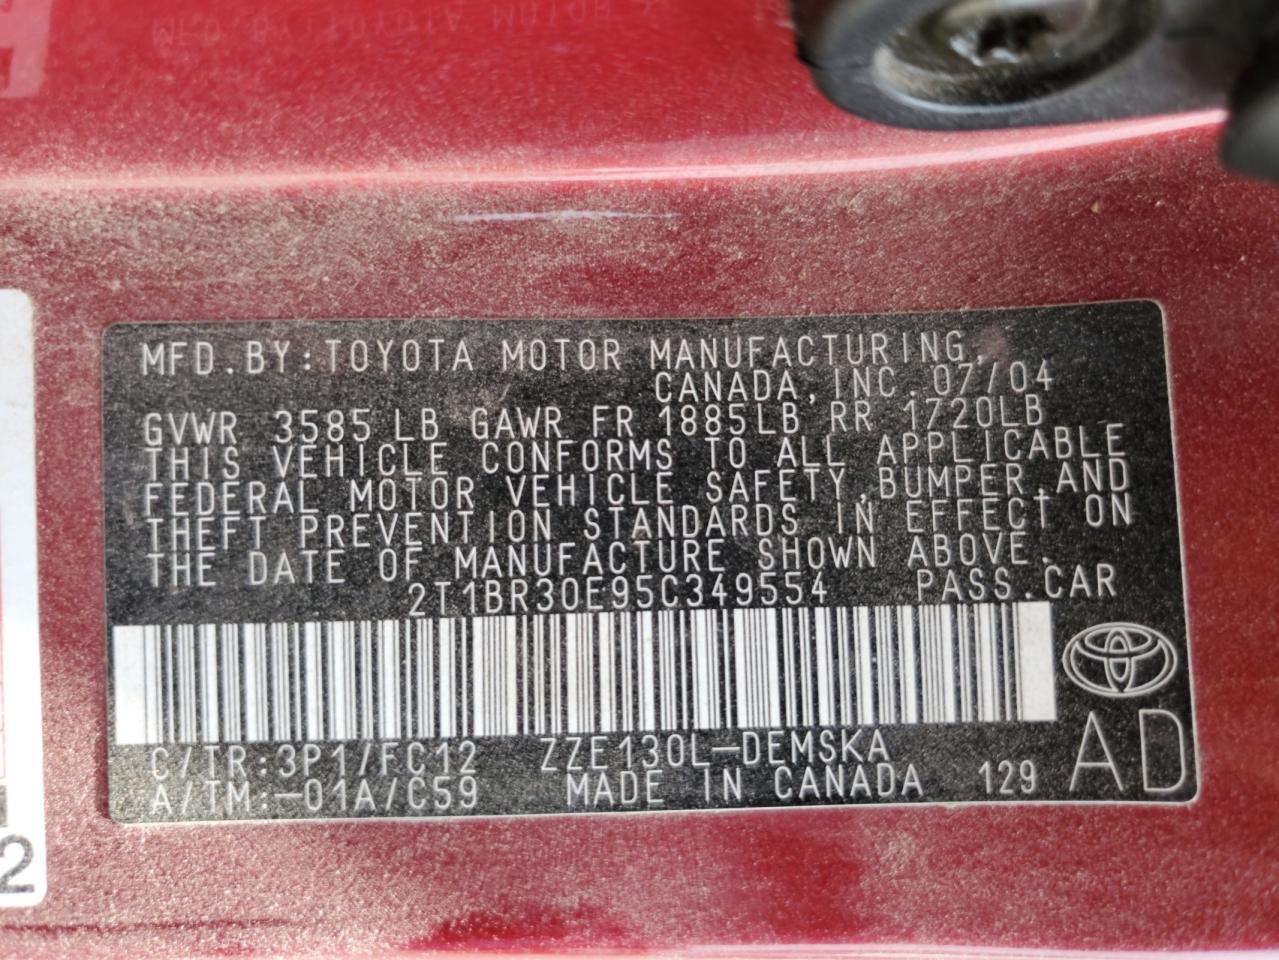 MFD. BY: TOYOTA MOTOR MANUFACTURING,
CANADA, INC. 07/04
GVWR 3585 LB GAWR FR 1885LB RR 1720LB
THIS VEHICLE CONFORMS TO ALL APPLICABLE
FEDERAL MOTOR VEHICLE SAFETY, BUMPER, AND
THEFT PREVENTION STANDARDS IN EFFECT ON
THE DATE OF MANUFACTURE SHOWN ABOVE.
2T1BR30E95C349554 PASS.CAR
C/TR:3P1/FC12 ZZE130L-DEMSKA
A/TM:-01A/C59 MADE IN CANADA 129
AD
2